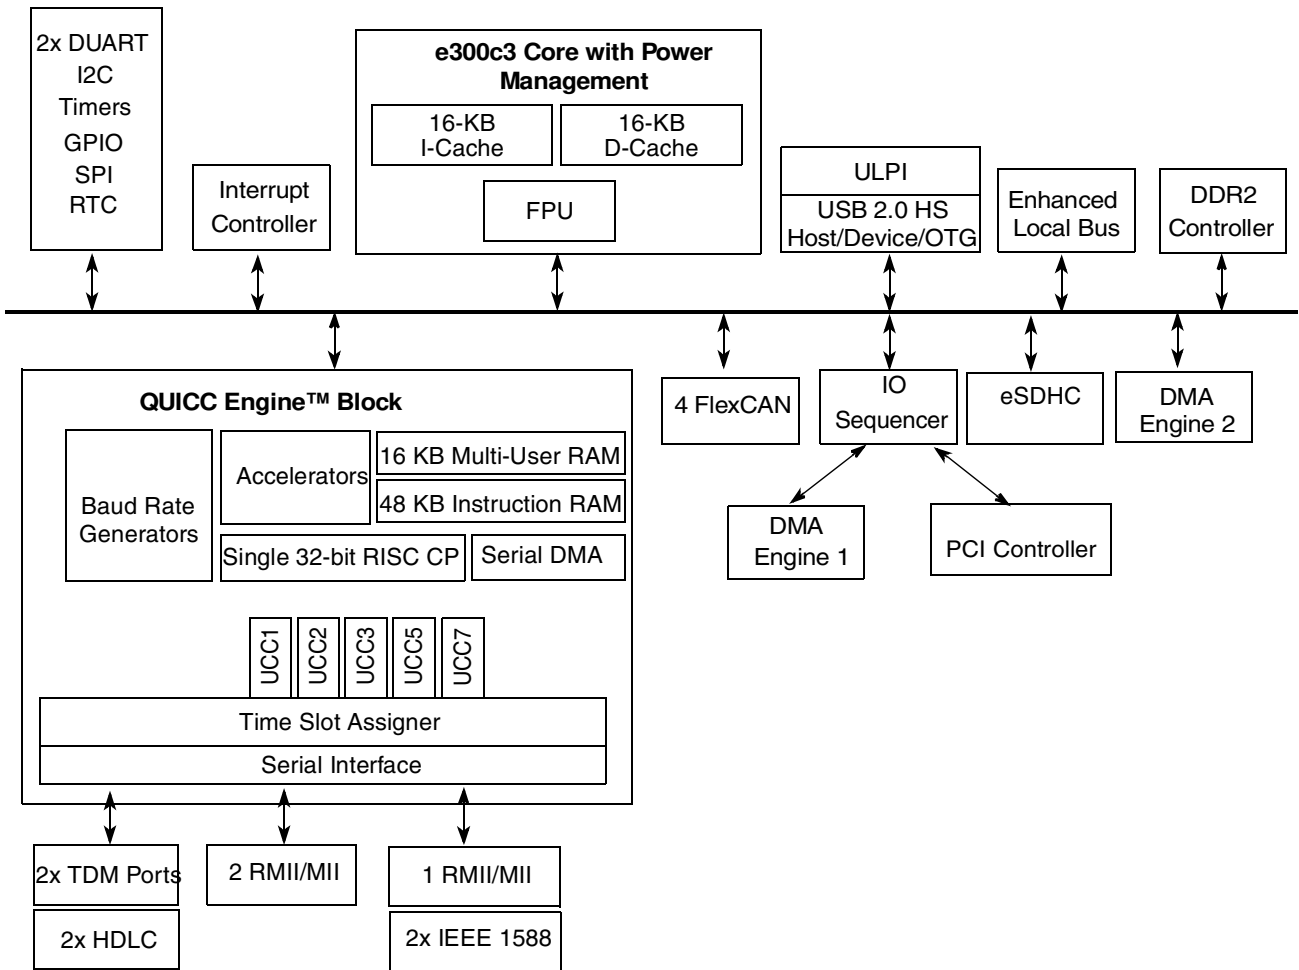 2x DUART
I2C
Timers
GPIO
SPI
RTC
Interrupt
Controller
e300c3 Core with Power
Management
16-KB
I-Cache
16-KB
D-Cache
FPU
ULPI
USB 2.0 HS
Host/Device/OTG
Enhanced
Local Bus
DDR2
Controller
QUICC Engine™ Block
Baud Rate
Generators
Accelerators
16 KB Multi-User RAM
48 KB Instruction RAM
Single 32-bit RISC CP
Serial DMA
UCC1
UCC2
UCC3
UCC5
UCC7
Time Slot Assigner
Serial Interface
4 FlexCAN
IO
Sequencer
eSDHC
DMA
Engine 2
DMA
Engine 1
PCI Controller
2x TDM Ports
2 RMII/MII
1 RMII/MII
2x HDLC
2x IEEE 1588